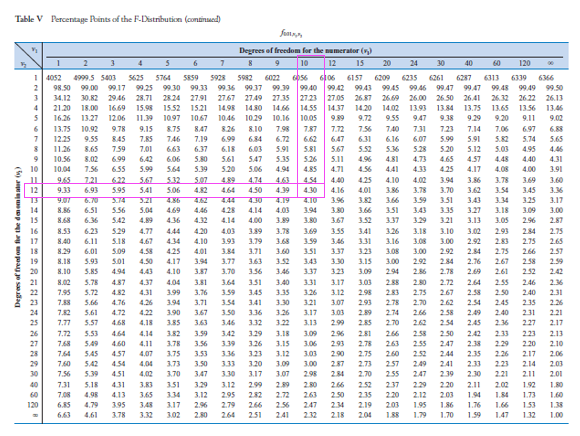 Table V Percentage Points of the F-Distribution (continued)
f0.01,v1,v2
v1 Degrees of freedom for the numerator (v1)
v2 1 2 3 4 5 6 7 8 9 10 12 15 20 24 30 40 60 120 ∞
Degrees of freedom for the denominator (v2)
1 4052 4999.5 5403 5625 5764 5859 5928 5982 6022 6056 6106 6157 6209 6235 6261 6287 6313 6339 6366
2 98.50 99.00 99.17 99.25 99.30 99.33 99.36 99.37 99.39 99.40 99.42 99.43 99.45 99.46 99.47 99.47 99.48 99.49 99.50
3 34.12 30.82 29.46 28.71 28.24 27.91 27.67 27.49 27.35 27.23 27.05 26.87 26.69 26.00 26.50 26.41 26.32 26.22 26.13
4 21.20 18.00 16.69 15.98 15.52 15.21 14.98 14.80 14.66 14.55 14.37 14.20 14.02 13.93 13.84 13.75 13.65 13.56 13.46
5 16.26 13.27 12.06 11.39 10.97 10.67 10.46 10.29 10.16 10.05 9.89 9.72 9.55 9.47 9.38 9.29 9.20 9.11 9.02
6 13.75 10.92 9.78 9.15 8.75 8.47 8.26 8.10 7.98 7.87 7.72 7.56 7.40 7.31 7.23 7.14 7.06 6.97 6.88
7 12.25 9.55 8.45 7.85 7.46 7.19 6.99 6.84 6.72 6.62 6.47 6.31 6.16 6.07 5.99 5.91 5.82 5.74 5.65
8 11.26 8.65 7.59 7.01 6.63 6.37 6.18 6.03 5.91 5.81 5.67 5.52 5.36 5.28 5.20 5.12 5.03 4.95 4.46
9 10.56 8.02 6.99 6.42 6.06 5.80 5.61 5.47 5.35 5.26 5.11 4.96 4.81 4.73 4.65 4.57 4.48 4.40 4.31
10 10.04 7.56 6.55 5.99 5.64 5.39 5.20 5.06 4.94 4.85 4.71 4.56 4.41 4.33 4.25 4.17 4.08 4.00 3.91
11 9.65 7.21 6.22 5.67 5.32 5.07 4.89 4.74 4.63 4.54 4.40 4.25 4.10 4.02 3.94 3.86 3.78 3.69 3.60
12 9.33 6.93 5.95 5.41 5.06 4.82 4.64 4.50 4.39 4.30 4.16 4.01 3.86 3.78 3.70 3.62 3.54 3.45 3.36
13 9.07 6.70 5.74 5.21 4.86 4.62 4.44 4.30 4.19 4.10 3.96 3.82 3.66 3.59 3.51 3.43 3.34 3.25 3.17
14 8.86 6.51 5.56 5.04 4.69 4.46 4.28 4.14 4.03 3.94 3.80 3.66 3.51 3.43 3.35 3.27 3.18 3.09 3.00
15 8.68 6.36 5.42 4.89 4.36 4.32 4.14 4.00 3.89 3.80 3.67 3.52 3.37 3.29 3.21 3.13 3.05 2.96 2.87
16 8.53 6.23 5.29 4.77 4.44 4.20 4.03 3.89 3.78 3.69 3.55 3.41 3.26 3.18 3.10 3.02 2.93 2.84 2.75
17 8.40 6.11 5.18 4.67 4.34 4.10 3.93 3.79 3.68 3.59 3.46 3.31 3.16 3.08 3.00 2.92 2.83 2.75 2.65
18 8.29 6.01 5.09 4.58 4.25 4.01 3.84 3.71 3.60 3.51 3.37 3.23 3.08 3.00 2.92 2.84 2.75 2.66 2.57
19 8.18 5.93 5.01 4.50 4.17 3.94 3.77 3.63 3.52 3.43 3.30 3.15 3.00 2.92 2.84 2.76 2.67 2.58 2.59
20 8.10 5.85 4.94 4.43 4.10 3.87 3.70 3.56 3.46 3.37 3.23 3.09 2.94 2.86 2.78 2.69 2.61 2.52 2.42
21 8.02 5.78 4.87 4.37 4.04 3.81 3.64 3.51 3.40 3.31 3.17 3.03 2.88 2.80 2.72 2.64 2.55 2.46 2.36
22 7.95 5.72 4.82 4.31 3.99 3.76 3.59 3.45 3.35 3.26 3.12 2.98 2.83 2.75 2.67 2.58 2.50 2.40 2.31
23 7.88 5.66 4.76 4.26 3.94 3.71 3.54 3.41 3.30 3.21 3.07 2.93 2.78 2.70 2.62 2.54 2.45 2.35 2.26
24 7.82 5.61 4.72 4.22 3.90 3.67 3.50 3.36 3.26 3.17 3.03 2.89 2.74 2.66 2.58 2.49 2.40 2.31 2.21
25 7.77 5.57 4.68 4.18 3.85 3.63 3.46 3.32 3.22 3.13 2.99 2.85 2.70 2.62 2.54 2.45 2.36 2.27 2.17
26 7.72 5.53 4.64 4.14 3.82 3.59 3.42 3.29 3.18 3.09 2.96 2.81 2.66 2.58 2.50 2.42 2.33 2.23 2.13
27 7.68 5.49 4.60 4.11 3.78 3.56 3.39 3.26 3.15 3.06 2.93 2.78 2.63 2.55 2.47 2.38 2.29 2.20 2.10
28 7.64 5.45 4.57 4.07 3.75 3.53 3.36 3.23 3.12 3.03 2.90 2.75 2.60 2.52 2.44 2.35 2.26 2.17 2.06
29 7.60 5.42 4.54 4.04 3.73 3.50 3.33 3.20 3.09 3.00 2.87 2.73 2.57 2.49 2.41 2.33 2.23 2.14 2.03
30 7.56 5.39 4.51 4.02 3.70 3.47 3.30 3.17 3.07 2.98 2.84 2.70 2.55 2.47 2.39 2.30 2.21 2.11 2.01
40 7.31 5.18 4.31 3.83 3.51 3.29 3.12 2.99 2.89 2.80 2.66 2.52 2.37 2.29 2.20 2.11 2.02 1.92 1.80
60 7.08 4.98 4.13 3.65 3.34 3.12 2.95 2.82 2.72 2.63 2.50 2.35 2.20 2.12 2.03 1.94 1.84 1.73 1.60
120 6.85 4.79 3.95 3.48 3.17 2.96 2.79 2.66 2.56 2.47 2.34 2.19 2.03 1.95 1.86 1.76 1.66 1.53 1.38
∞ 6.63 4.61 3.78 3.32 3.02 2.80 2.64 2.51 2.41 2.32 2.18 2.04 1.88 1.79 1.70 1.59 1.47 1.32 1.00